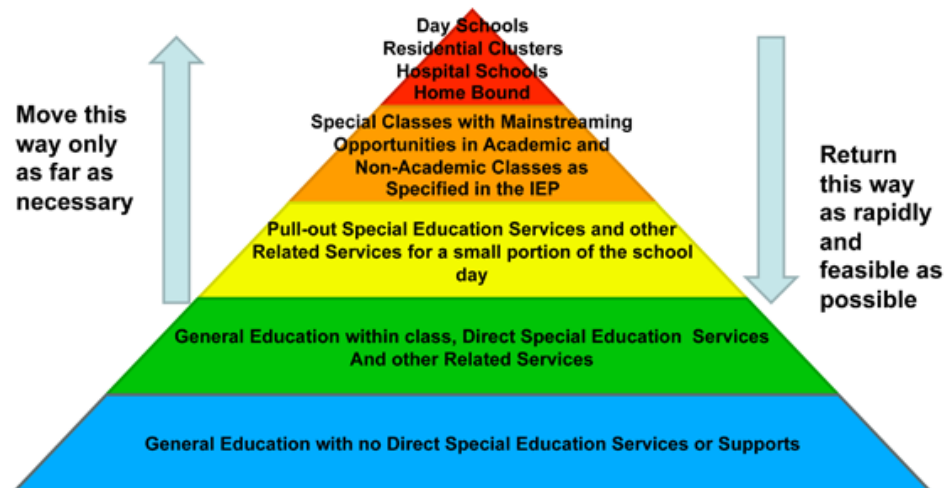 Day Schools
Residential Clusters
Hospital Schools
Home Bound
Move this
way only
as far as
necessary
Special Classes with Mainstreaming
Opportunities in Academic and
Non-Academic Classes as
Specified in the IEP
Return
this way
as rapidly
and
feasible as
possible
Pull-out Special Education Services and other
Related Services for a small portion of the school
day
General Education within class, Direct Special Education Services
And other Related Services
General Education with no Direct Special Education Services or Supports